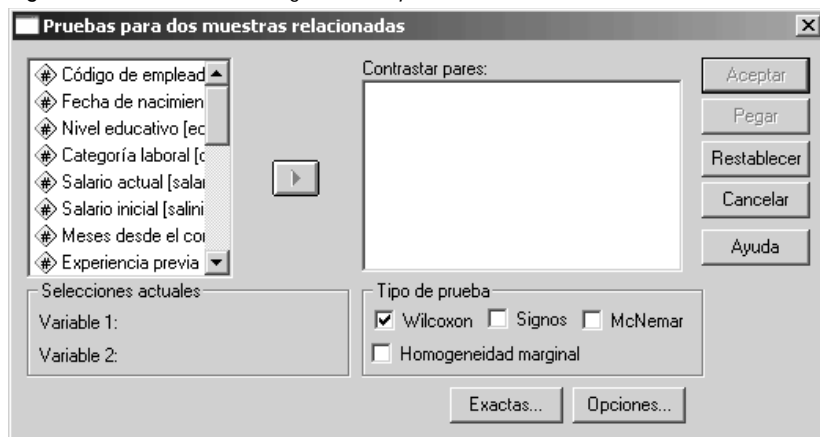 Pruebas para dos muestras relacionadas
Código de emplead
Fecha de nacimien
Nivel educativo [ec
Categoría laboral [c
Salario actual [salar
Salario inicial [salini
Meses desde el con
Experiencia previa
Contrastar pares:
Aceptar
Pegar
Restablecer
Cancelar
Ayuda
Selecciones actuales
Variable 1:
Variable 2:
Tipo de prueba
Wilcoxon Signos McNemar
Homogeneidad marginal
Exactas... Opciones...